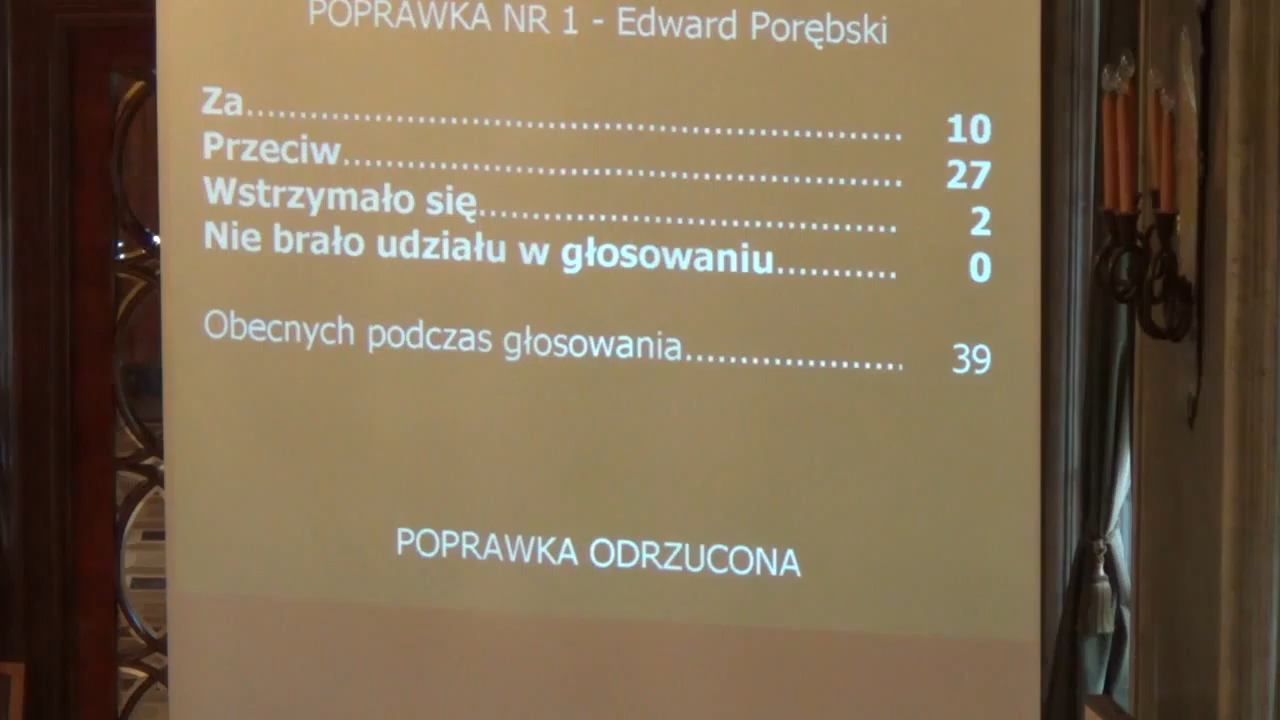 POPRAWKA NR 1 - Edward Porębski
Za........................................................................ 10
Przeciw.............................................................. 27
Wstrzymało się.............................................. 2
Nie brało udziału w głosowaniu........... 0
Obecnych podczas głosowania..................... 39
POPRAWKA ODRZUCONA